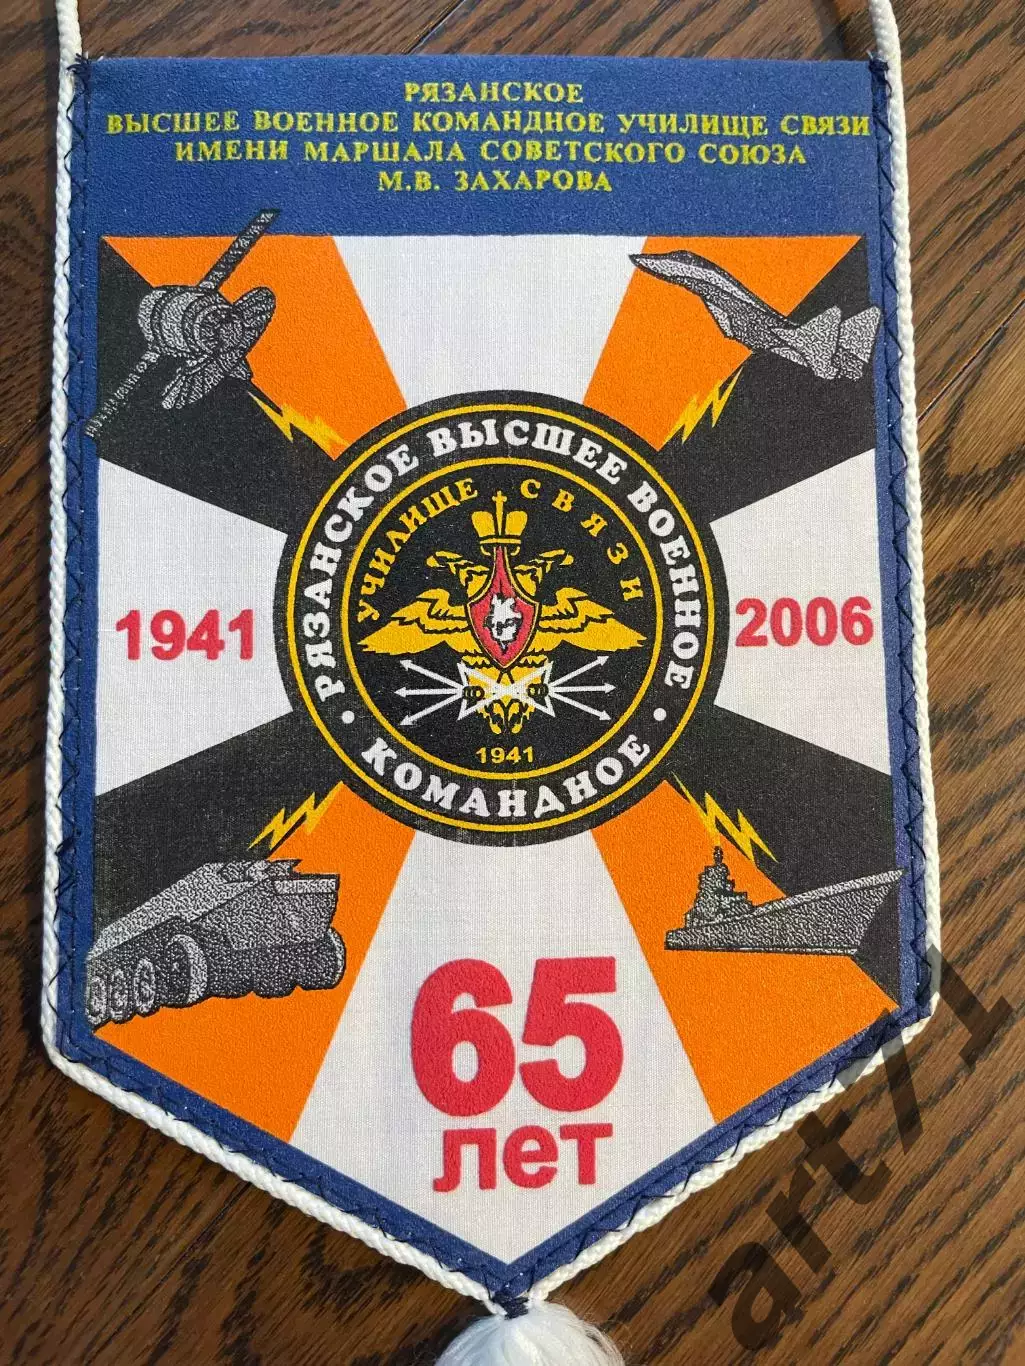 РЯЗАНСКОЕ
ВЫСШЕЕ ВОЕННОЕ КОМАНДНОЕ УЧИЛИЩЕ СВЯЗИ
ИМЕНИ МАРШАЛА СОВЕТСКОГО СОЮЗА
М.В. ЗАХАРОВА
РЯЗАНСКОЕ ВЫСШЕЕ ВОЕННОЕ
УЧИЛИЩЕ СВЯЗИ
1941
2006
1941
• КОМАНДНОЕ •
65
лет
art71